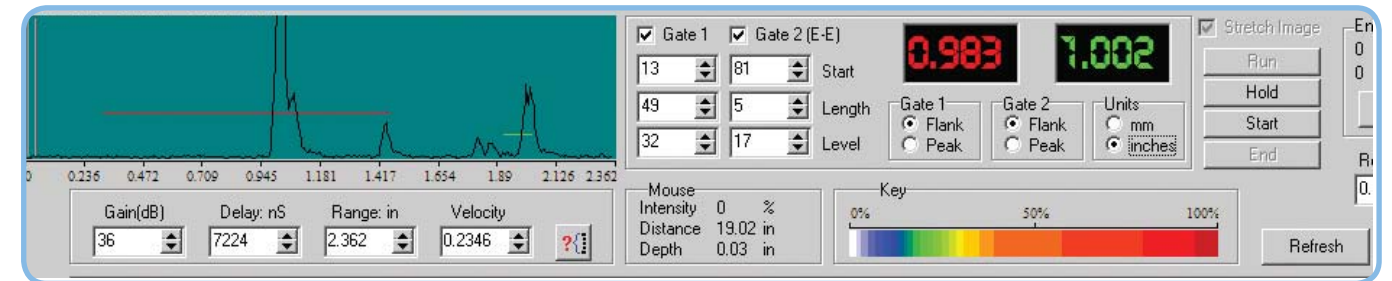 Gate 1 Gate 2 (E-E)
0.983 1.002
Stretch Image
En
13 81 Start
0
0
Run
Hold
49 5 Length
Gate 1 Gate 2 Units
Flank Flank mm
Start
32 17 Level
Peak Peak inches
End
0.236 0.472 0.709 0.945 1.181 1.417 1.654 1.89 2.126 2.362
Gain(dB) Delay: nS Range: in Velocity
36 7224 2.362 0.2346 ?{
Mouse
Intensity 0 %
Distance 19.02 in
Depth 0.03 in
Key
0% 50% 100%
0.
Refresh